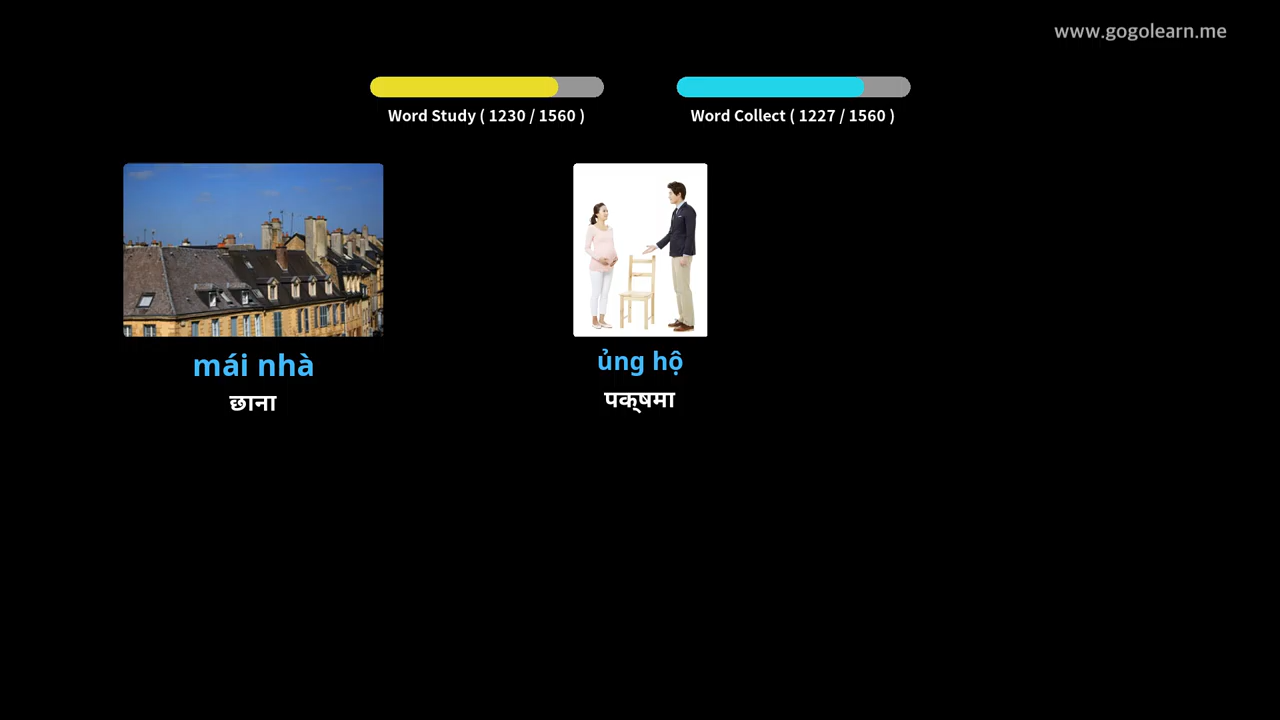 www.gogolearn.me
Word Study ( 1230 / 1560 )
Word Collect ( 1227 / 1560 )
mái nhà
छाना
ủng hộ
पक्षमा